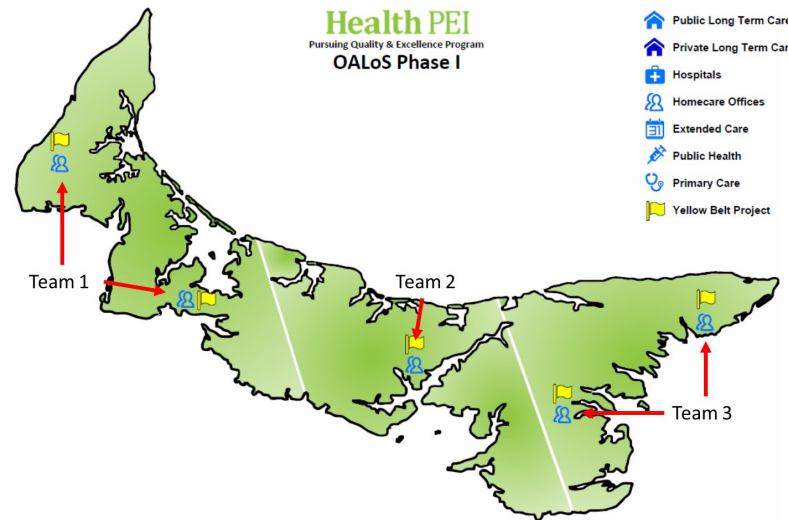 Health PEI
Pursuing Quality & Excellence Program
OALoS Phase I
Public Long Term Care
Private Long Term Care
Hospitals
Homecare Offices
31
Extended Care
Public Health
Primary Care
Yellow Belt Project
Team 1
Team 2
Team 3